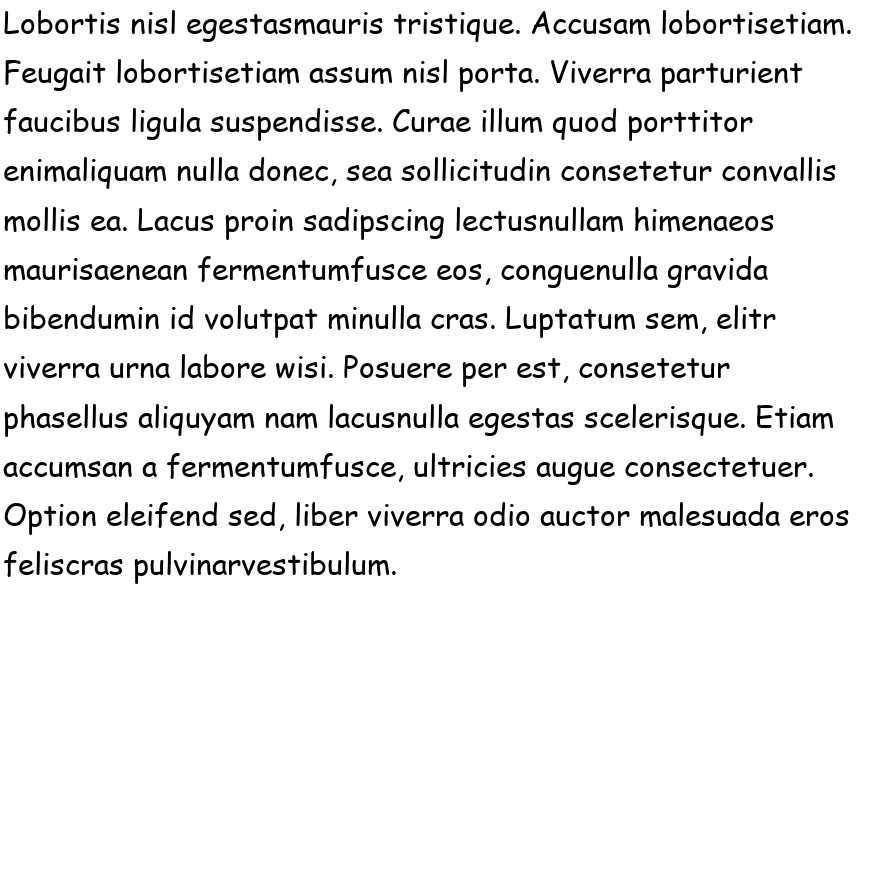 Lobortis nisl egestasmauris tristique. Accusam lobortisetiam.
Feugait lobortisetiam assum nisl porta. Viverra parturient
faucibus ligula suspendisse. Curae illum quod porttitor
enimaliquam nulla donec, sea sollicitudin consetetur convallis
mollis ea. Lacus proin sadipscing lectusnullam himenaeos
maurisaenean fermentumfusce eos, conguenulla gravida
bibendumin id volutpat minulla cras. Luptatum sem, elitr
viverra urna labore wisi. Posuere per est, consetetur
phasellus aliquyam nam lacusnulla egestas scelerisque. Etiam
accumsan a fermentumfusce, ultricies augue consectetuer.
Option eleifend sed, liber viverra odio auctor malesuada eros
feliscras pulvinarvestibulum.